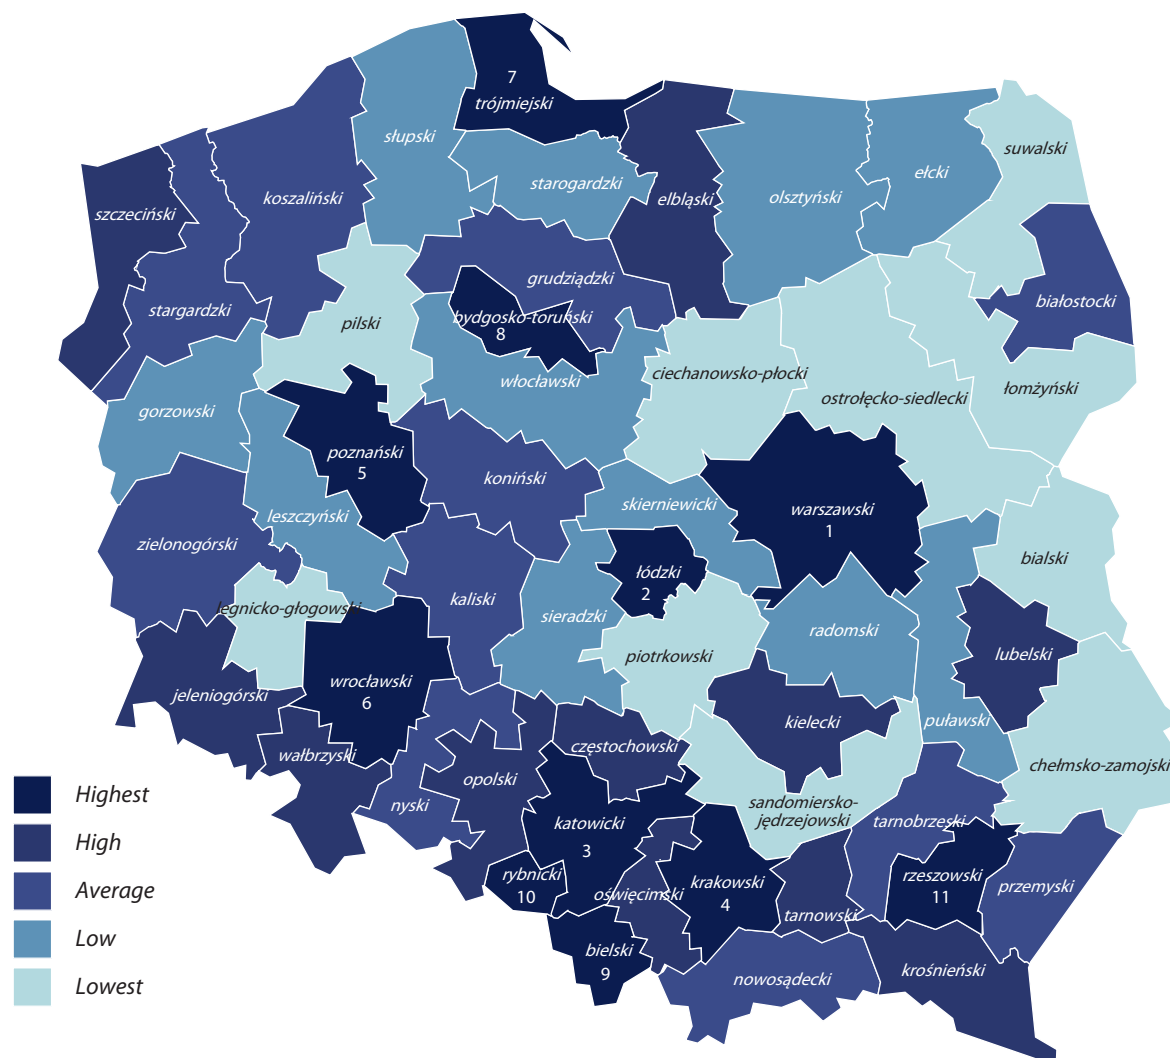 7
trójmiejski
słupski
starogardzki
suwalski
ełcki
olsztyński
elbląski
koszaliński
szczeciński
grudziądzki
białostocki
stargardzki
bydgosko-toruński
8
pilski
ciechanowsko-płocki
włocławski
łomżyński
ostrołęcko-siedlecki
gorzowski
poznański
5
koniński
skierniewicki
warszawski
1
leszczyński
zielonogórski
bialski
łódzki
2
kaliski
legnicko-głogowski
sieradzki
radomski
lubelski
piotrkowski
wrocławski
6
jeleniogórski
kielecki
puławski
częstochowski
wałbrzyski
chełmsko-zamojski
opolski
nyski
sandomiersko-
jędrzejowski
tarnobrzeski
katowicki
3
rybnicki
10
oświęcimski
krakowski
4
rzeszowski
11
przemyski
tarnowski
bielski
9
nowosądecki
krośnieński
Highest
High
Average
Low
Lowest